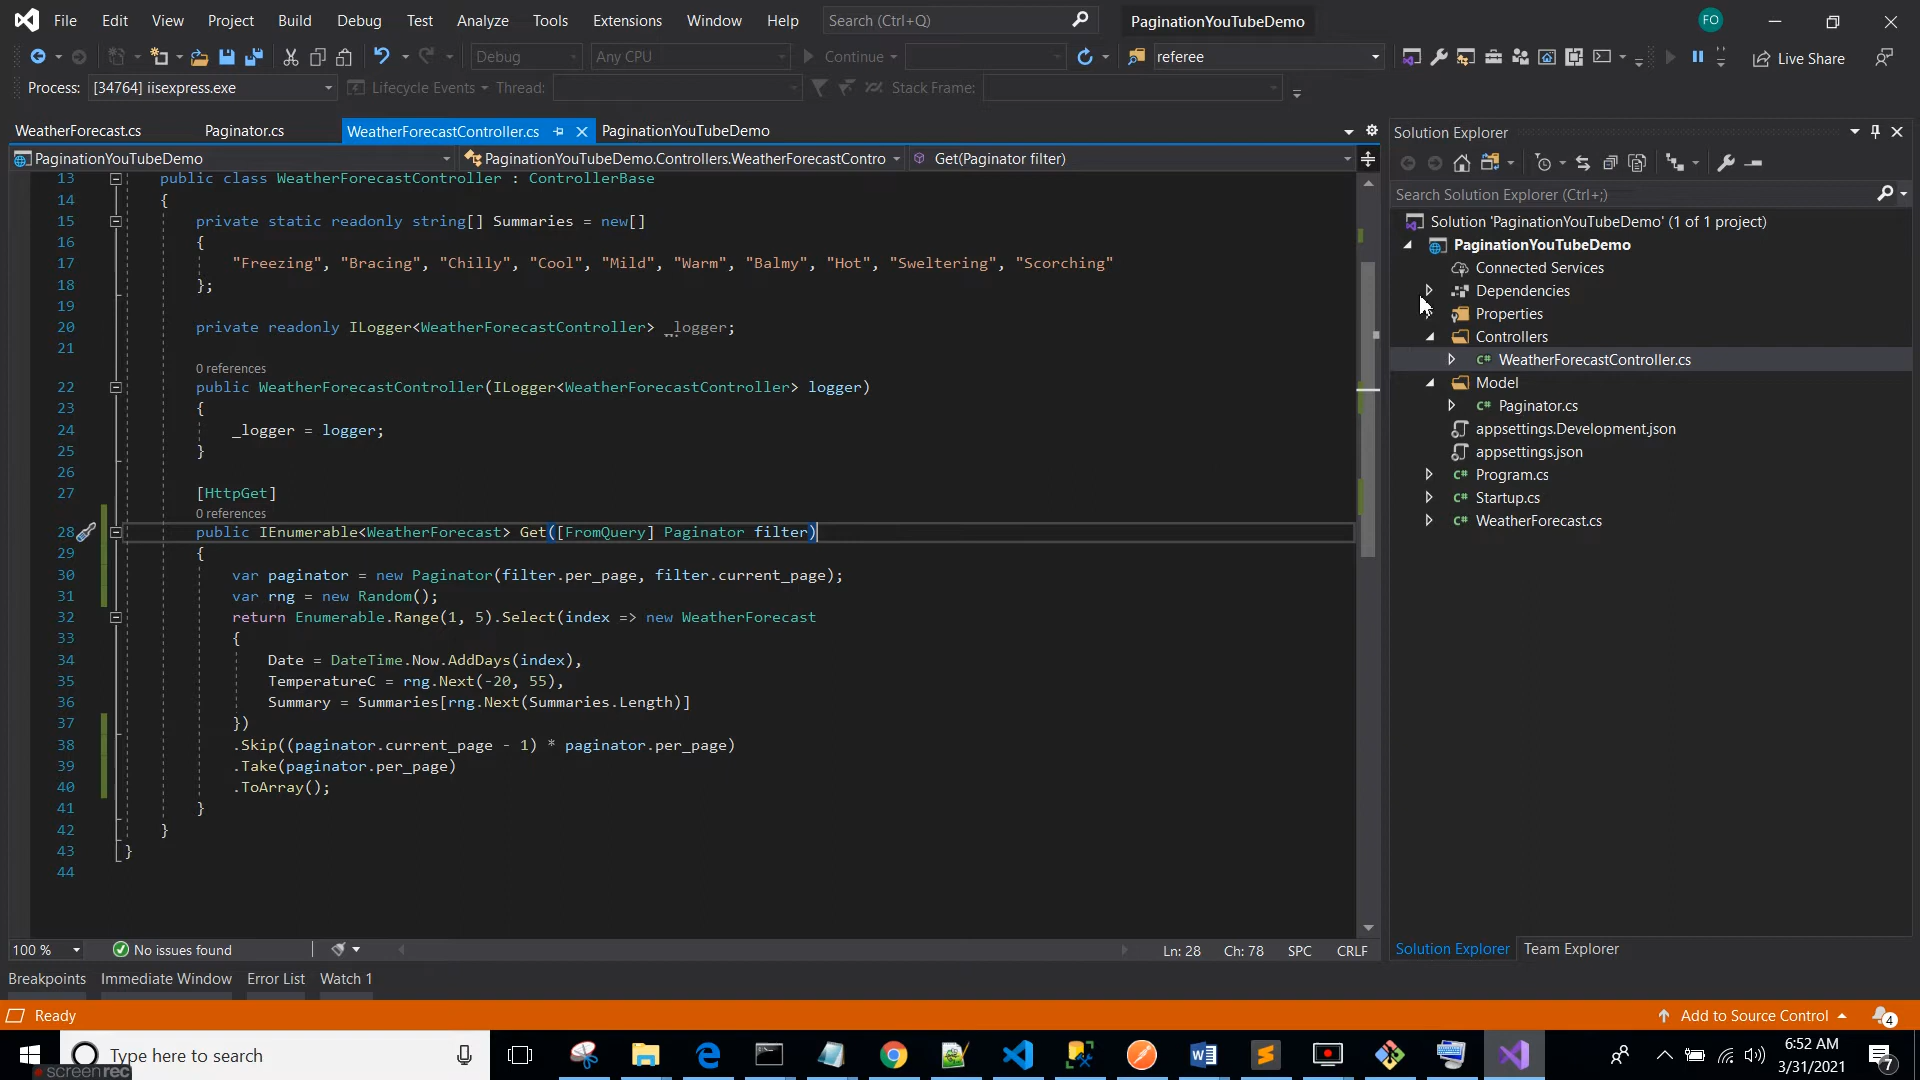 File Edit View Project Build Debug Test Analyze Tools Extensions Window Help Search (Ctrl+Q) PaginationYouTubeDemo FO
Debug Any CPU Continue referee Live Share
Process: [34764] iisexpress.exe Lifecycle Events Thread: Stack Frame:
WeatherForecast.cs Paginator.cs WeatherForecastController.cs PaginationYouTubeDemo
PaginationYouTubeDemo PaginationYouTubeDemo.Controllers.WeatherForecastContro Get(Paginator filter)
13 public class WeatherForecastController : ControllerBase
14 {
15 private static readonly string[] Summaries = new[]
16 {
17 "Freezing", "Bracing", "Chilly", "Cool", "Mild", "Warm", "Balmy", "Hot", "Sweltering", "Scorching"
18 };
19
20 private readonly ILogger<WeatherForecastController> _logger;
21
0 references
22 public WeatherForecastController(ILogger<WeatherForecastController> logger)
23 {
24 _logger = logger;
25 }
26
27 [HttpGet]
0 references
28 public IEnumerable<WeatherForecast> Get([FromQuery] Paginator filter)
29 {
30 var paginator = new Paginator(filter.per_page, filter.current_page);
31 var rng = new Random();
32 return Enumerable.Range(1, 5).Select(index => new WeatherForecast
33 {
34 Date = DateTime.Now.AddDays(index),
35 TemperatureC = rng.Next(-20, 55),
36 Summary = Summaries[rng.Next(Summaries.Length)]
37 })
38 .Skip((paginator.current_page - 1) * paginator.per_page)
39 .Take(paginator.per_page)
40 .ToArray();
41 }
42 }
43 }
44
100 % No issues found Ln: 28 Ch: 78 SPC CRLF
Solution Explorer
Search Solution Explorer (Ctrl+;)
Solution 'PaginationYouTubeDemo' (1 of 1 project)
PaginationYouTubeDemo
Connected Services
Dependencies
Properties
Controllers
C# WeatherForecastController.cs
Model
C# Paginator.cs
appsettings.Development.json
appsettings.json
C# Program.cs
C# Startup.cs
C# WeatherForecast.cs
Solution Explorer Team Explorer
Breakpoints Immediate Window Error List Watch 1
Ready Add to Source Control 4
Type here to search 6:52 AM
3/31/2021 7
screenrec